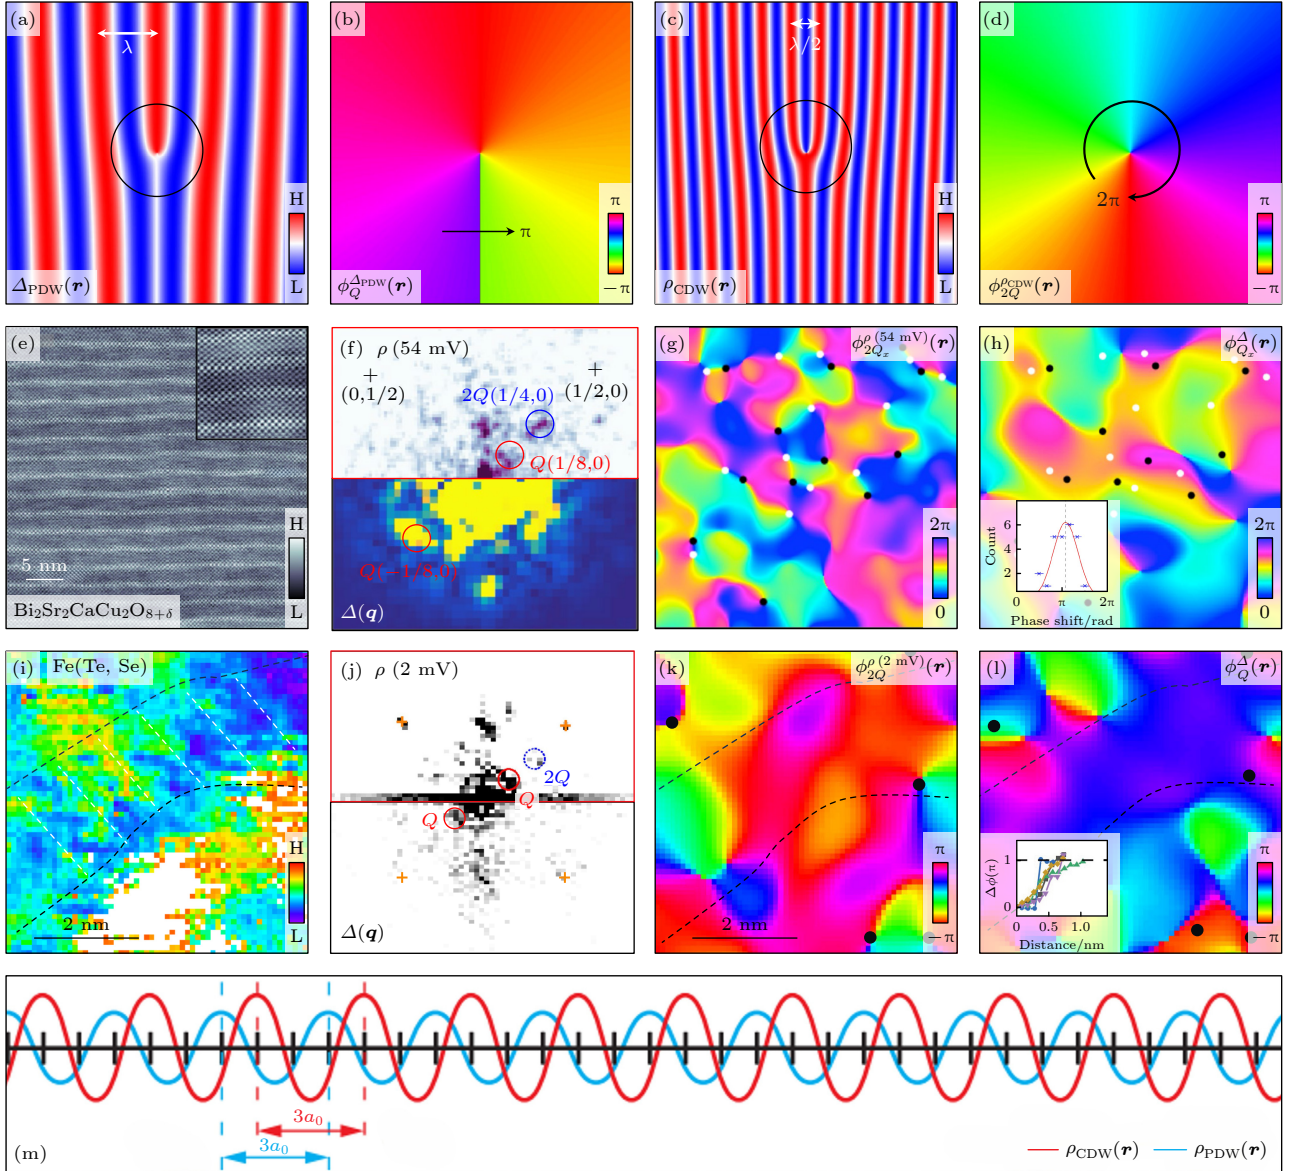 (a)
λ
H
L
Δ_PDW(r)
(b)
π
π
−π
ϕ_Q^{Δ_PDW}(r)
(c)
λ/2
H
L
ρ_CDW(r)
(d)
2π
π
−π
ϕ_{2Q}^{ρ_CDW}(r)
(e)
5 nm
H
L
Bi₂Sr₂CaCu₂O₈₊δ
(f) ρ (54 mV)
+
(0,1/2)
+
(1/2,0)
2Q(1/4,0)
Q(1/8,0)
Q(−1/8,0)
Δ(q)
(g)
ϕ_{2Q_x}^{ρ (54 mV)}(r)
2π
0
(h)
ϕ_{Q_x}^{Δ}(r)
2π
0
Count
6
4
2
0
π
2π
Phase shift/rad
(i) Fe(Te, Se)
2 nm
H
L
(j) ρ (2 mV)
2Q
Q
Q
Δ(q)
(k)
ϕ_{2Q}^{ρ (2 mV)}(r)
2 nm
π
−π
(l)
ϕ_Q^{Δ}(r)
π
−π
Δϕ(π)
1
0
0
0.5
1.0
Distance/nm
3a₀
3a₀
(m)
ρ_CDW(r)
ρ_PDW(r)